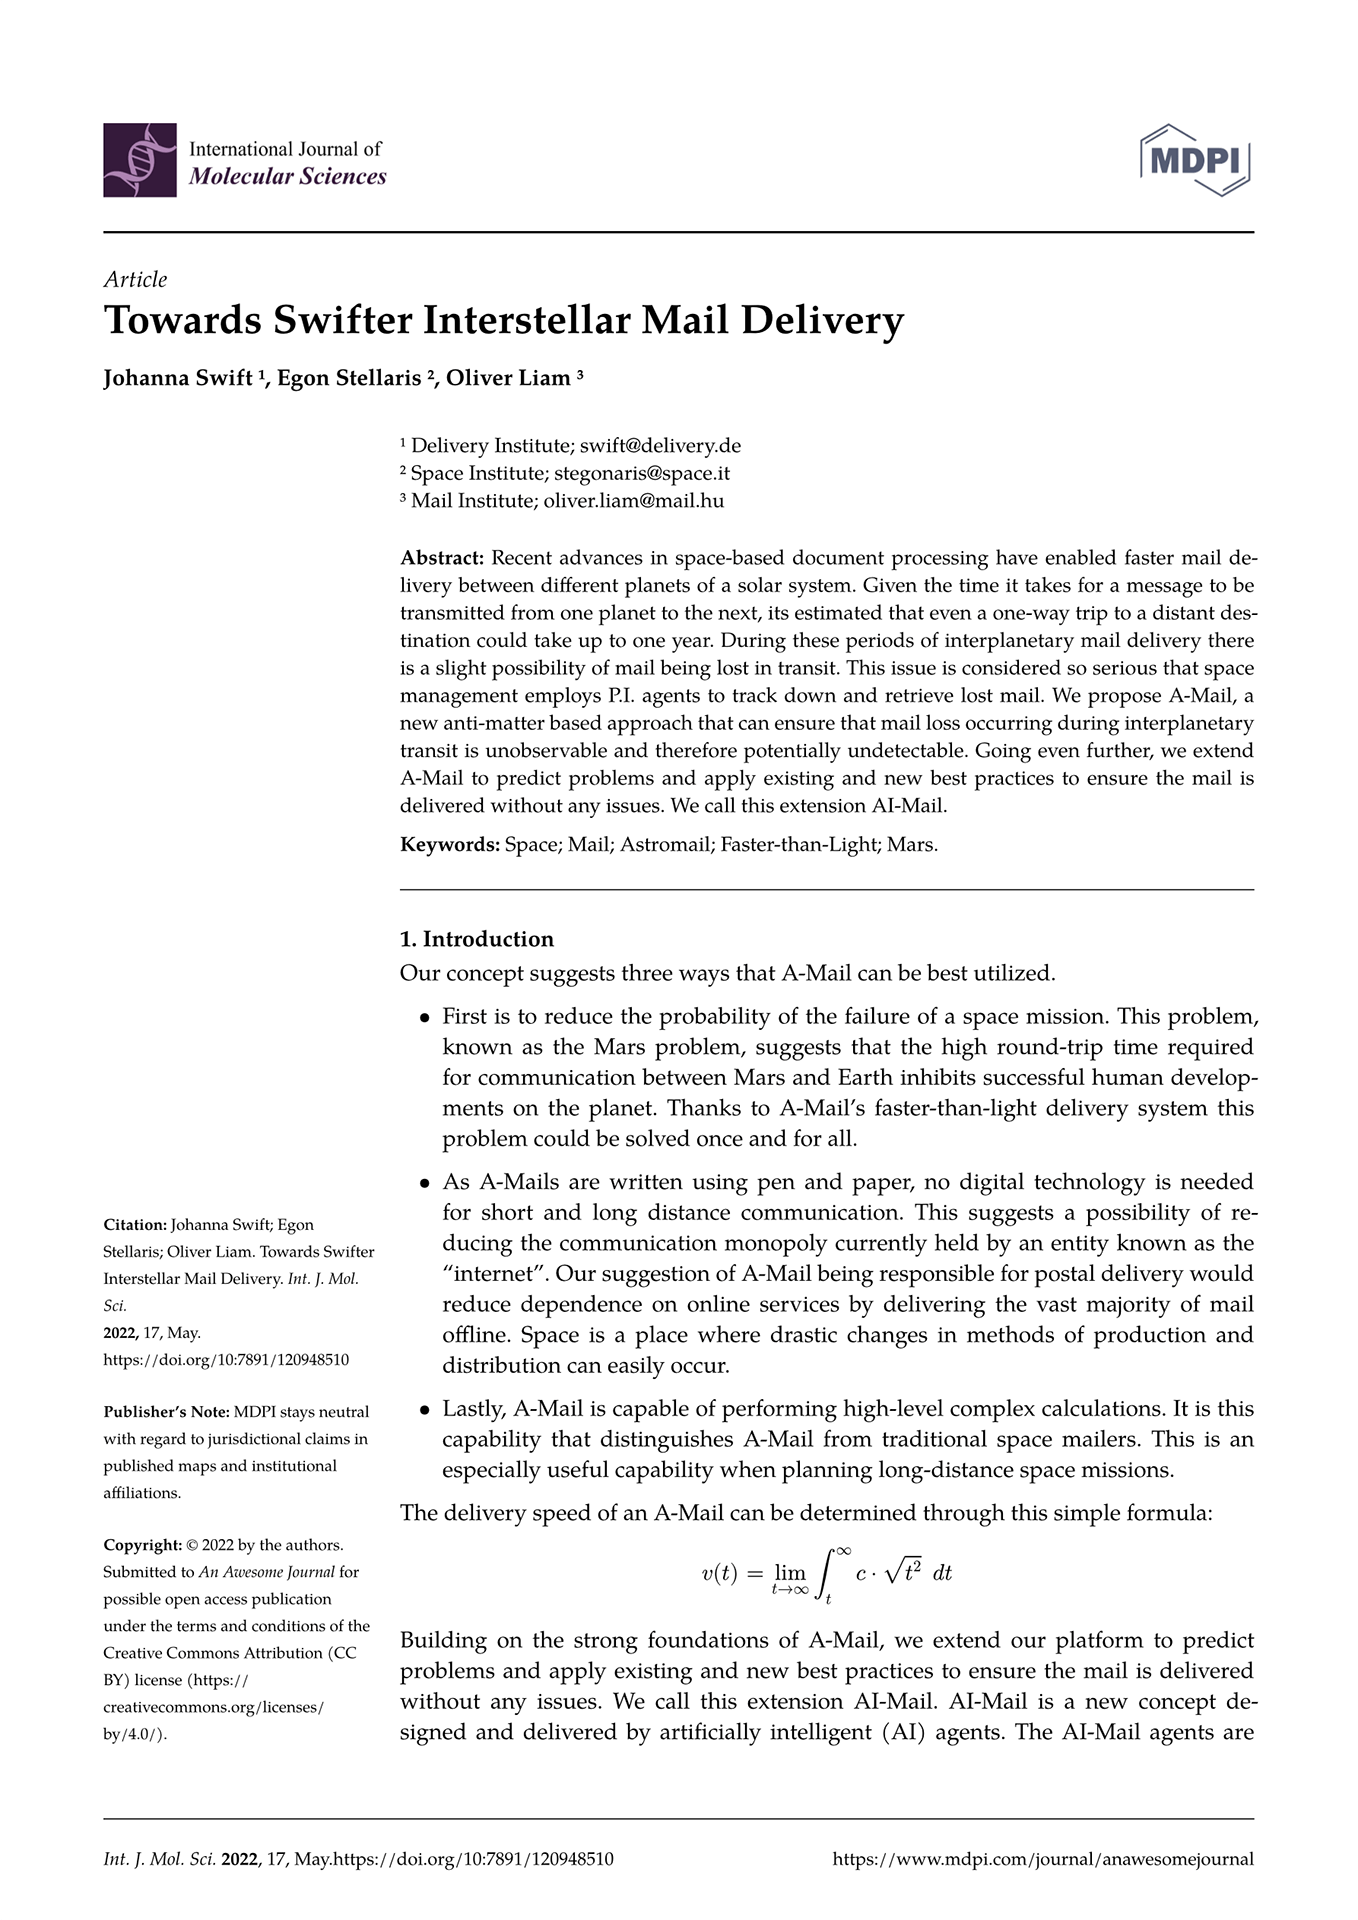 International Journal of
Molecular Sciences
MDPI
Article
Towards Swifter Interstellar Mail Delivery
Johanna Swift ¹, Egon Stellaris ², Oliver Liam ³
¹ Delivery Institute; swift@delivery.de
² Space Institute; stegonaris@space.it
³ Mail Institute; oliver.liam@mail.hu
Abstract: Recent advances in space-based document processing have enabled faster mail de-
livery between different planets of a solar system. Given the time it takes for a message to be
transmitted from one planet to the next, its estimated that even a one-way trip to a distant des-
tination could take up to one year. During these periods of interplanetary mail delivery there
is a slight possibility of mail being lost in transit. This issue is considered so serious that space
management employs P.I. agents to track down and retrieve lost mail. We propose A-Mail, a
new anti-matter based approach that can ensure that mail loss occurring during interplanetary
transit is unobservable and therefore potentially undetectable. Going even further, we extend
A-Mail to predict problems and apply existing and new best practices to ensure the mail is
delivered without any issues. We call this extension AI-Mail.
Keywords: Space; Mail; Astromail; Faster-than-Light; Mars.
1. Introduction
Our concept suggests three ways that A-Mail can be best utilized.
• First is to reduce the probability of the failure of a space mission. This problem,
known as the Mars problem, suggests that the high round-trip time required
for communication between Mars and Earth inhibits successful human develop-
ments on the planet. Thanks to A-Mail's faster-than-light delivery system this
problem could be solved once and for all.
• As A-Mails are written using pen and paper, no digital technology is needed
for short and long distance communication. This suggests a possibility of re-
ducing the communication monopoly currently held by an entity known as the
“internet”. Our suggestion of A-Mail being responsible for postal delivery would
reduce dependence on online services by delivering the vast majority of mail
offline. Space is a place where drastic changes in methods of production and
distribution can easily occur.
• Lastly, A-Mail is capable of performing high-level complex calculations. It is this
capability that distinguishes A-Mail from traditional space mailers. This is an
especially useful capability when planning long-distance space missions.
The delivery speed of an A-Mail can be determined through this simple formula:
v(t) = lim t→∞ ∫ₜ^∞ c · √t² dt
Building on the strong foundations of A-Mail, we extend our platform to predict
problems and apply existing and new best practices to ensure the mail is delivered
without any issues. We call this extension AI-Mail. AI-Mail is a new concept de-
signed and delivered by artificially intelligent (AI) agents. The AI-Mail agents are
Citation: Johanna Swift; Egon
Stellaris; Oliver Liam. Towards Swifter
Interstellar Mail Delivery. Int. J. Mol.
Sci.
2022, 17, May.
https://doi.org/10:7891/120948510
Publisher's Note: MDPI stays neutral
with regard to jurisdictional claims in
published maps and institutional
affiliations.
Copyright: © 2022 by the authors.
Submitted to An Awesome Journal for
possible open access publication
under the terms and conditions of the
Creative Commons Attribution (CC
BY) license (https://
creativecommons.org/licenses/
by/4.0/).
Int. J. Mol. Sci. 2022, 17, May.https://doi.org/10:7891/120948510
https://www.mdpi.com/journal/anawesomejournal